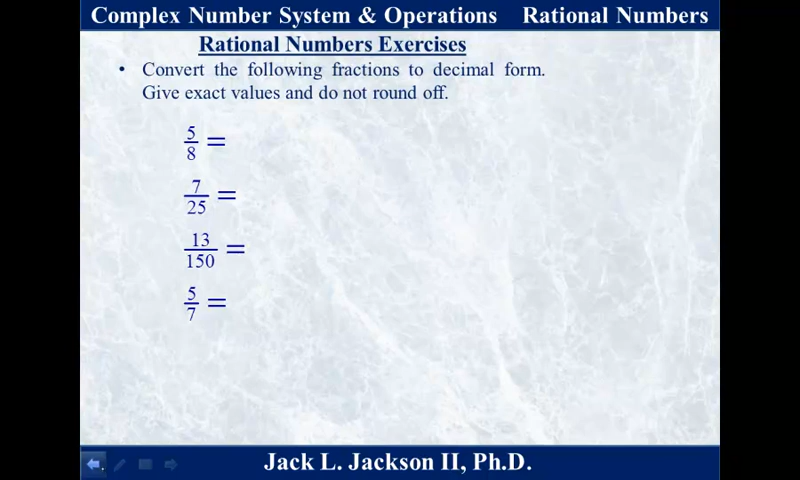 Complex Number System & Operations Rational Numbers
Rational Numbers Exercises
• Convert the following fractions to decimal form.
Give exact values and do not round off.
5/8 =
7/25 =
13/150 =
5/7 =
Jack L. Jackson II, Ph.D.